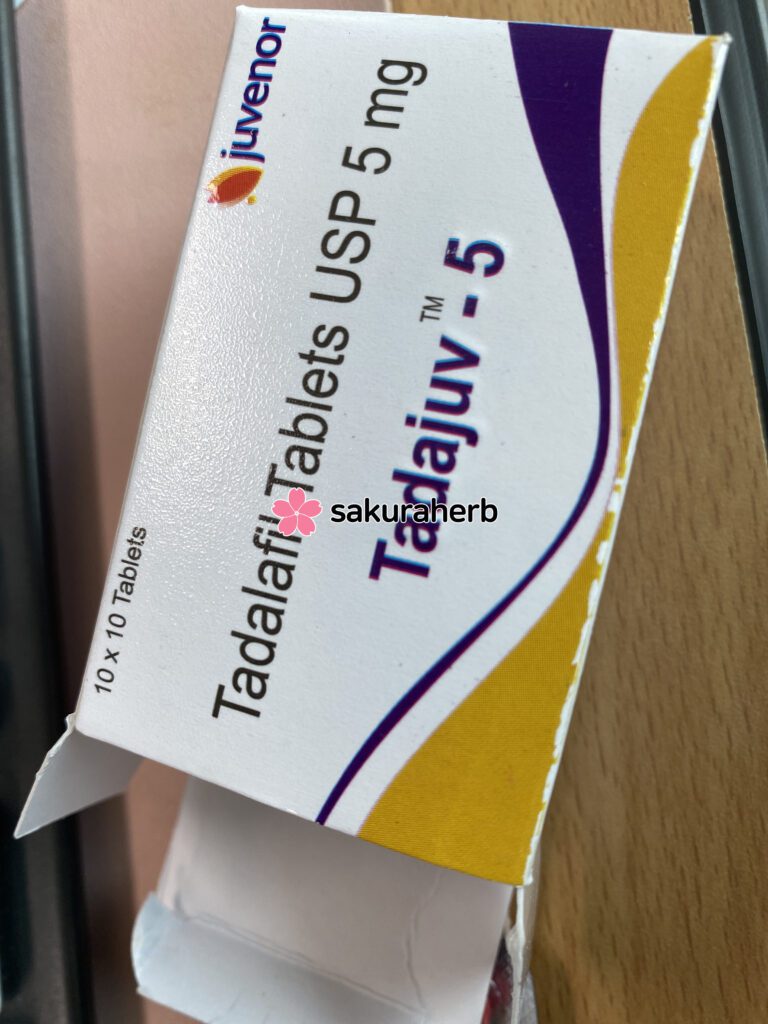 juvenor
10 x 10 Tablets
Tadalafil Tablets USP 5 mg
Tadajuv™ - 5
sakuraherb